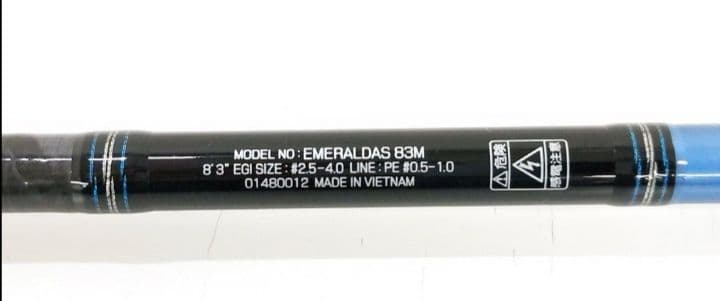 MODEL NO : EMERALDAS 83M
8' 3" EGI SIZE : #2.5-4.0 LINE : PE #0.5-1.0
01480012 MADE IN VIETNAM
危険
感電注意